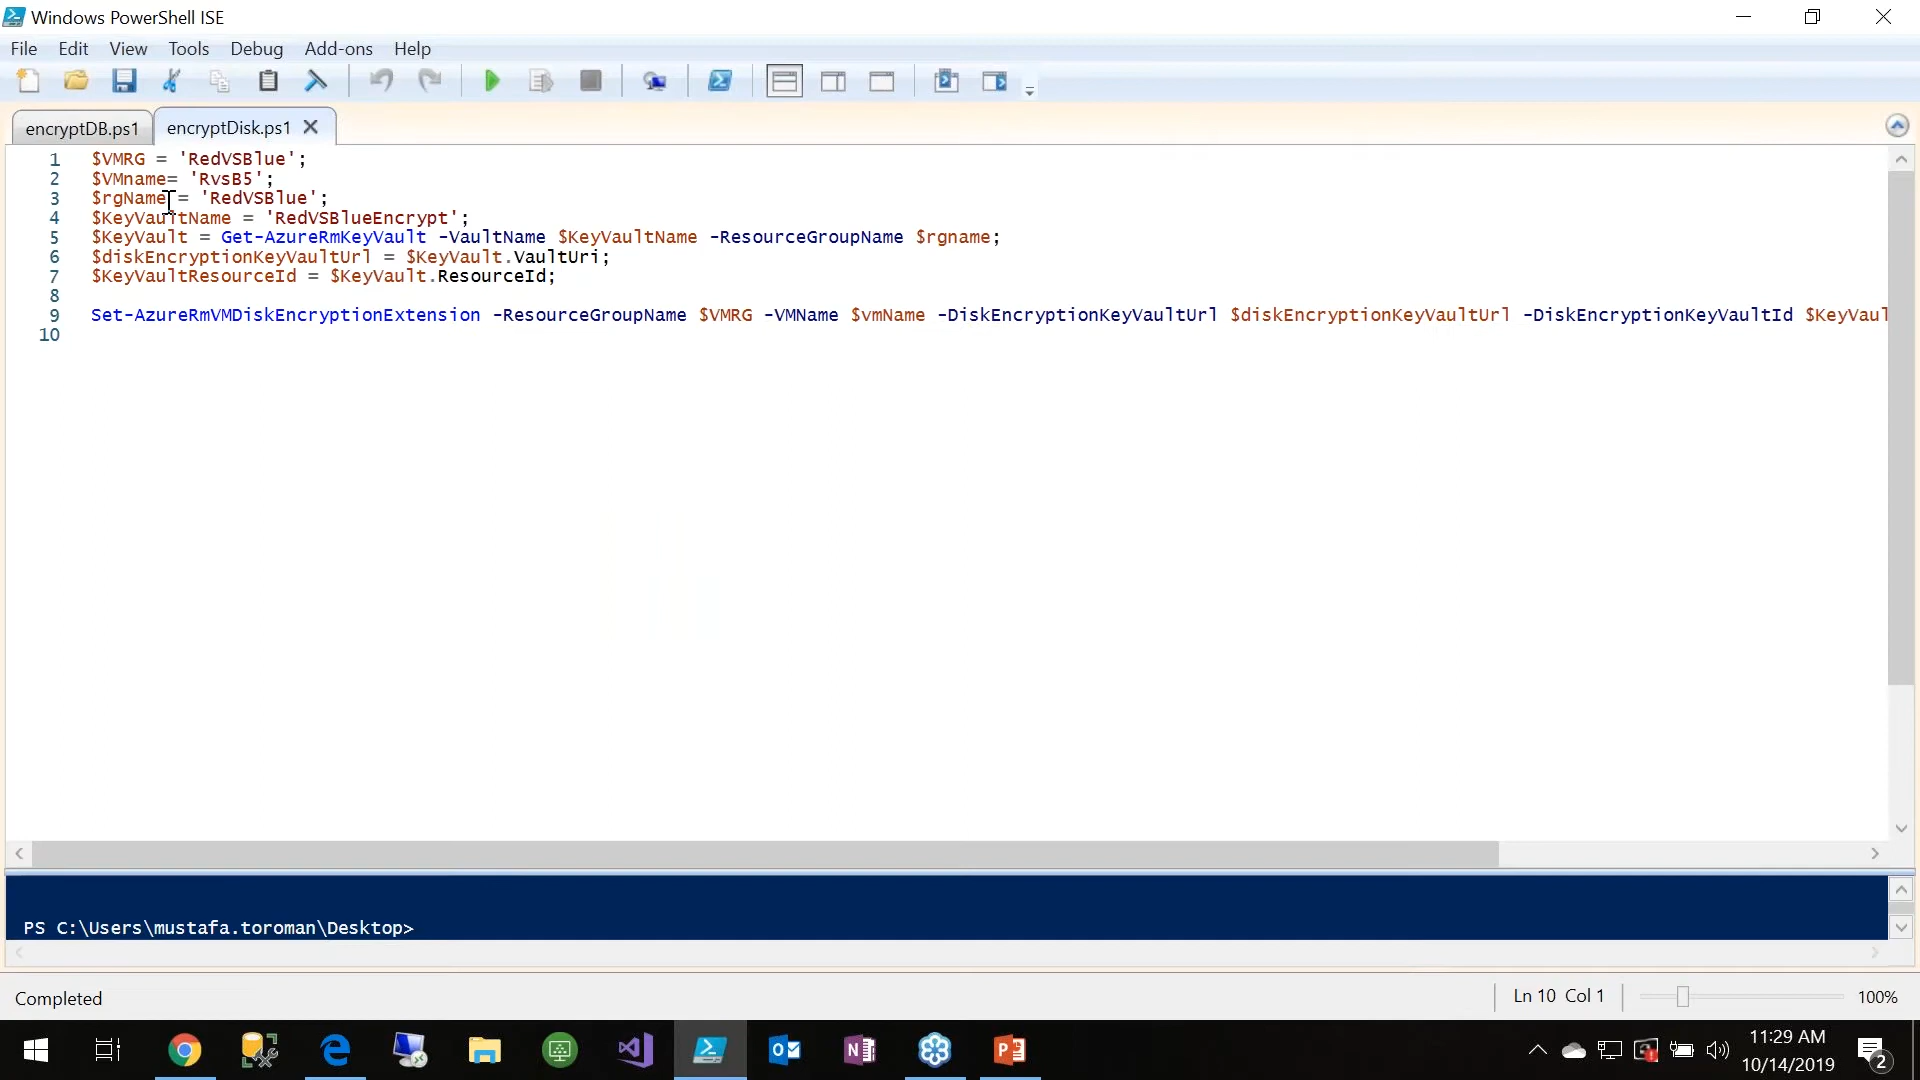 Windows PowerShell ISE
File Edit View Tools Debug Add-ons Help
encryptDB.ps1 encryptDisk.ps1
1 $VMRG = 'RedVSBlue';
2 $VMname= 'RvsB5';
3 $rgName = 'RedVSBlue';
4 $KeyVaultName = 'RedVSBlueEncrypt';
5 $KeyVault = Get-AzureRmKeyVault -VaultName $KeyVaultName -ResourceGroupName $rgname;
6 $diskEncryptionKeyVaultUrl = $KeyVault.VaultUri;
7 $KeyVaultResourceId = $KeyVault.ResourceId;
8
9 Set-AzureRmVMDiskEncryptionExtension -ResourceGroupName $VMRG -VMName $vmName -DiskEncryptionKeyVaultUrl $diskEncryptionKeyVaultUrl -DiskEncryptionKeyVaultId $KeyVaul
10
PS C:\Users\mustafa.toroman\Desktop>
Completed
Ln 10 Col 1
100%
11:29 AM
10/14/2019
2